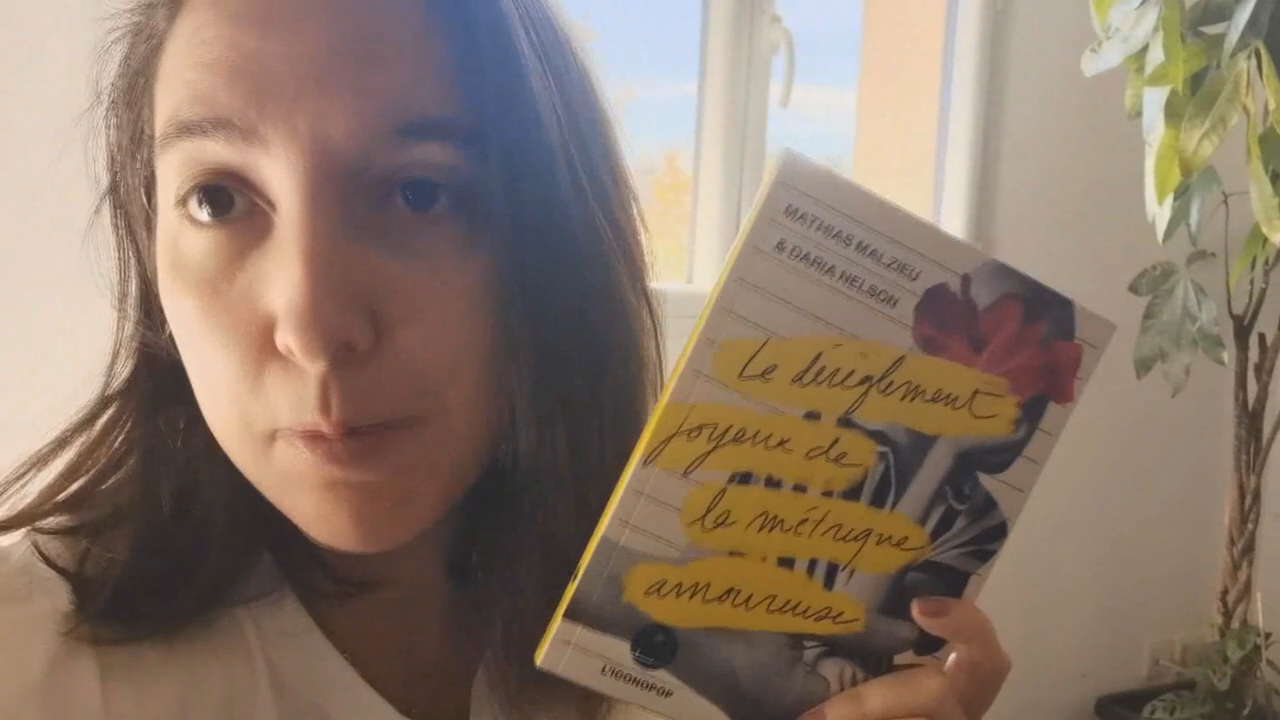 MATHIAS MALZIEU
& DARIA NELSON
Le dérèglement
joyeux de
la métrique
amoureuse
L'ICONOPOP